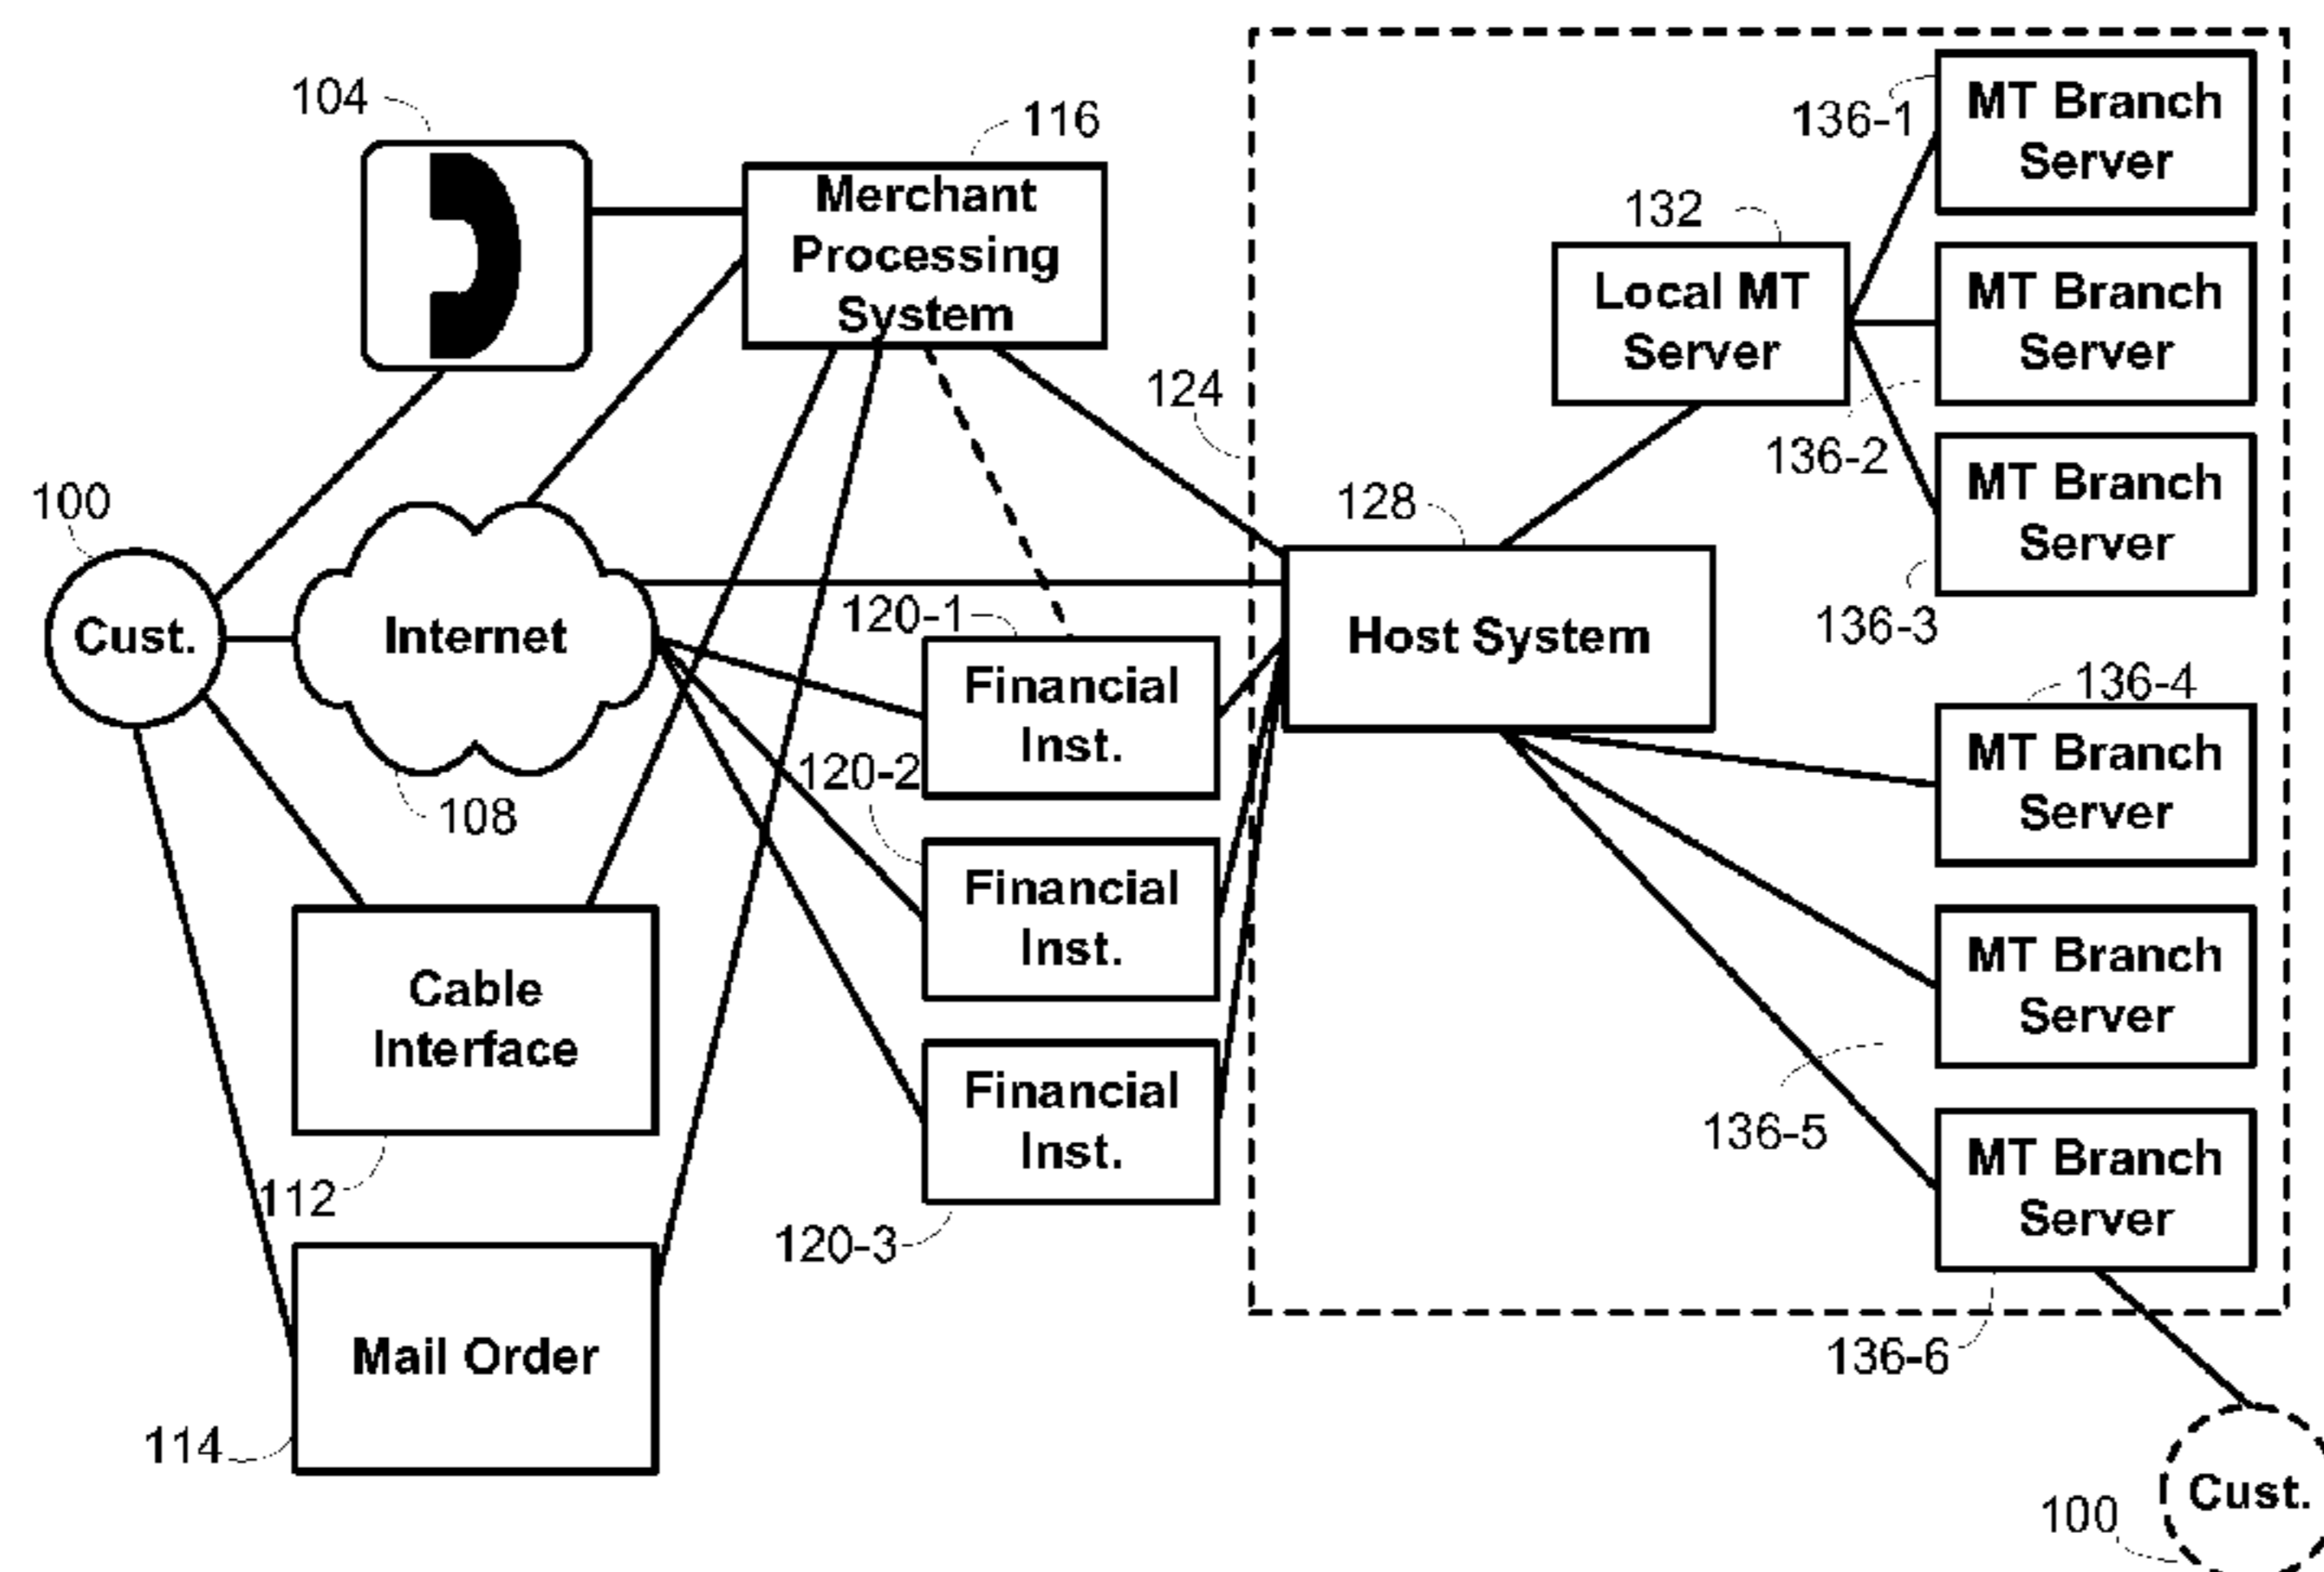 104
116
Merchant
Processing
System
136-1
MT Branch
Server
132
Local MT
Server
MT Branch
Server
124
136-2
MT Branch
Server
100
128
Cust.
Internet
120-1
Host System
136-3
Financial
Inst.
136-4
MT Branch
Server
108
120-2
Financial
Inst.
MT Branch
Server
Cable
Interface
112
Financial
Inst.
136-5
MT Branch
Server
120-3
Mail Order
114
136-6
Cust.
100